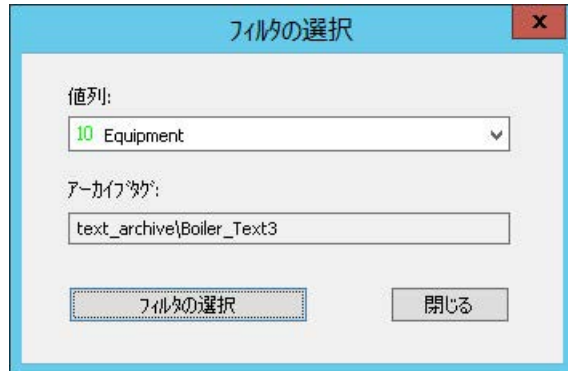 フィルタの選択
x
値列:
10 Equipment
アーカイブタグ:
text_archive\Boiler_Text3
フィルタの選択 閉じる